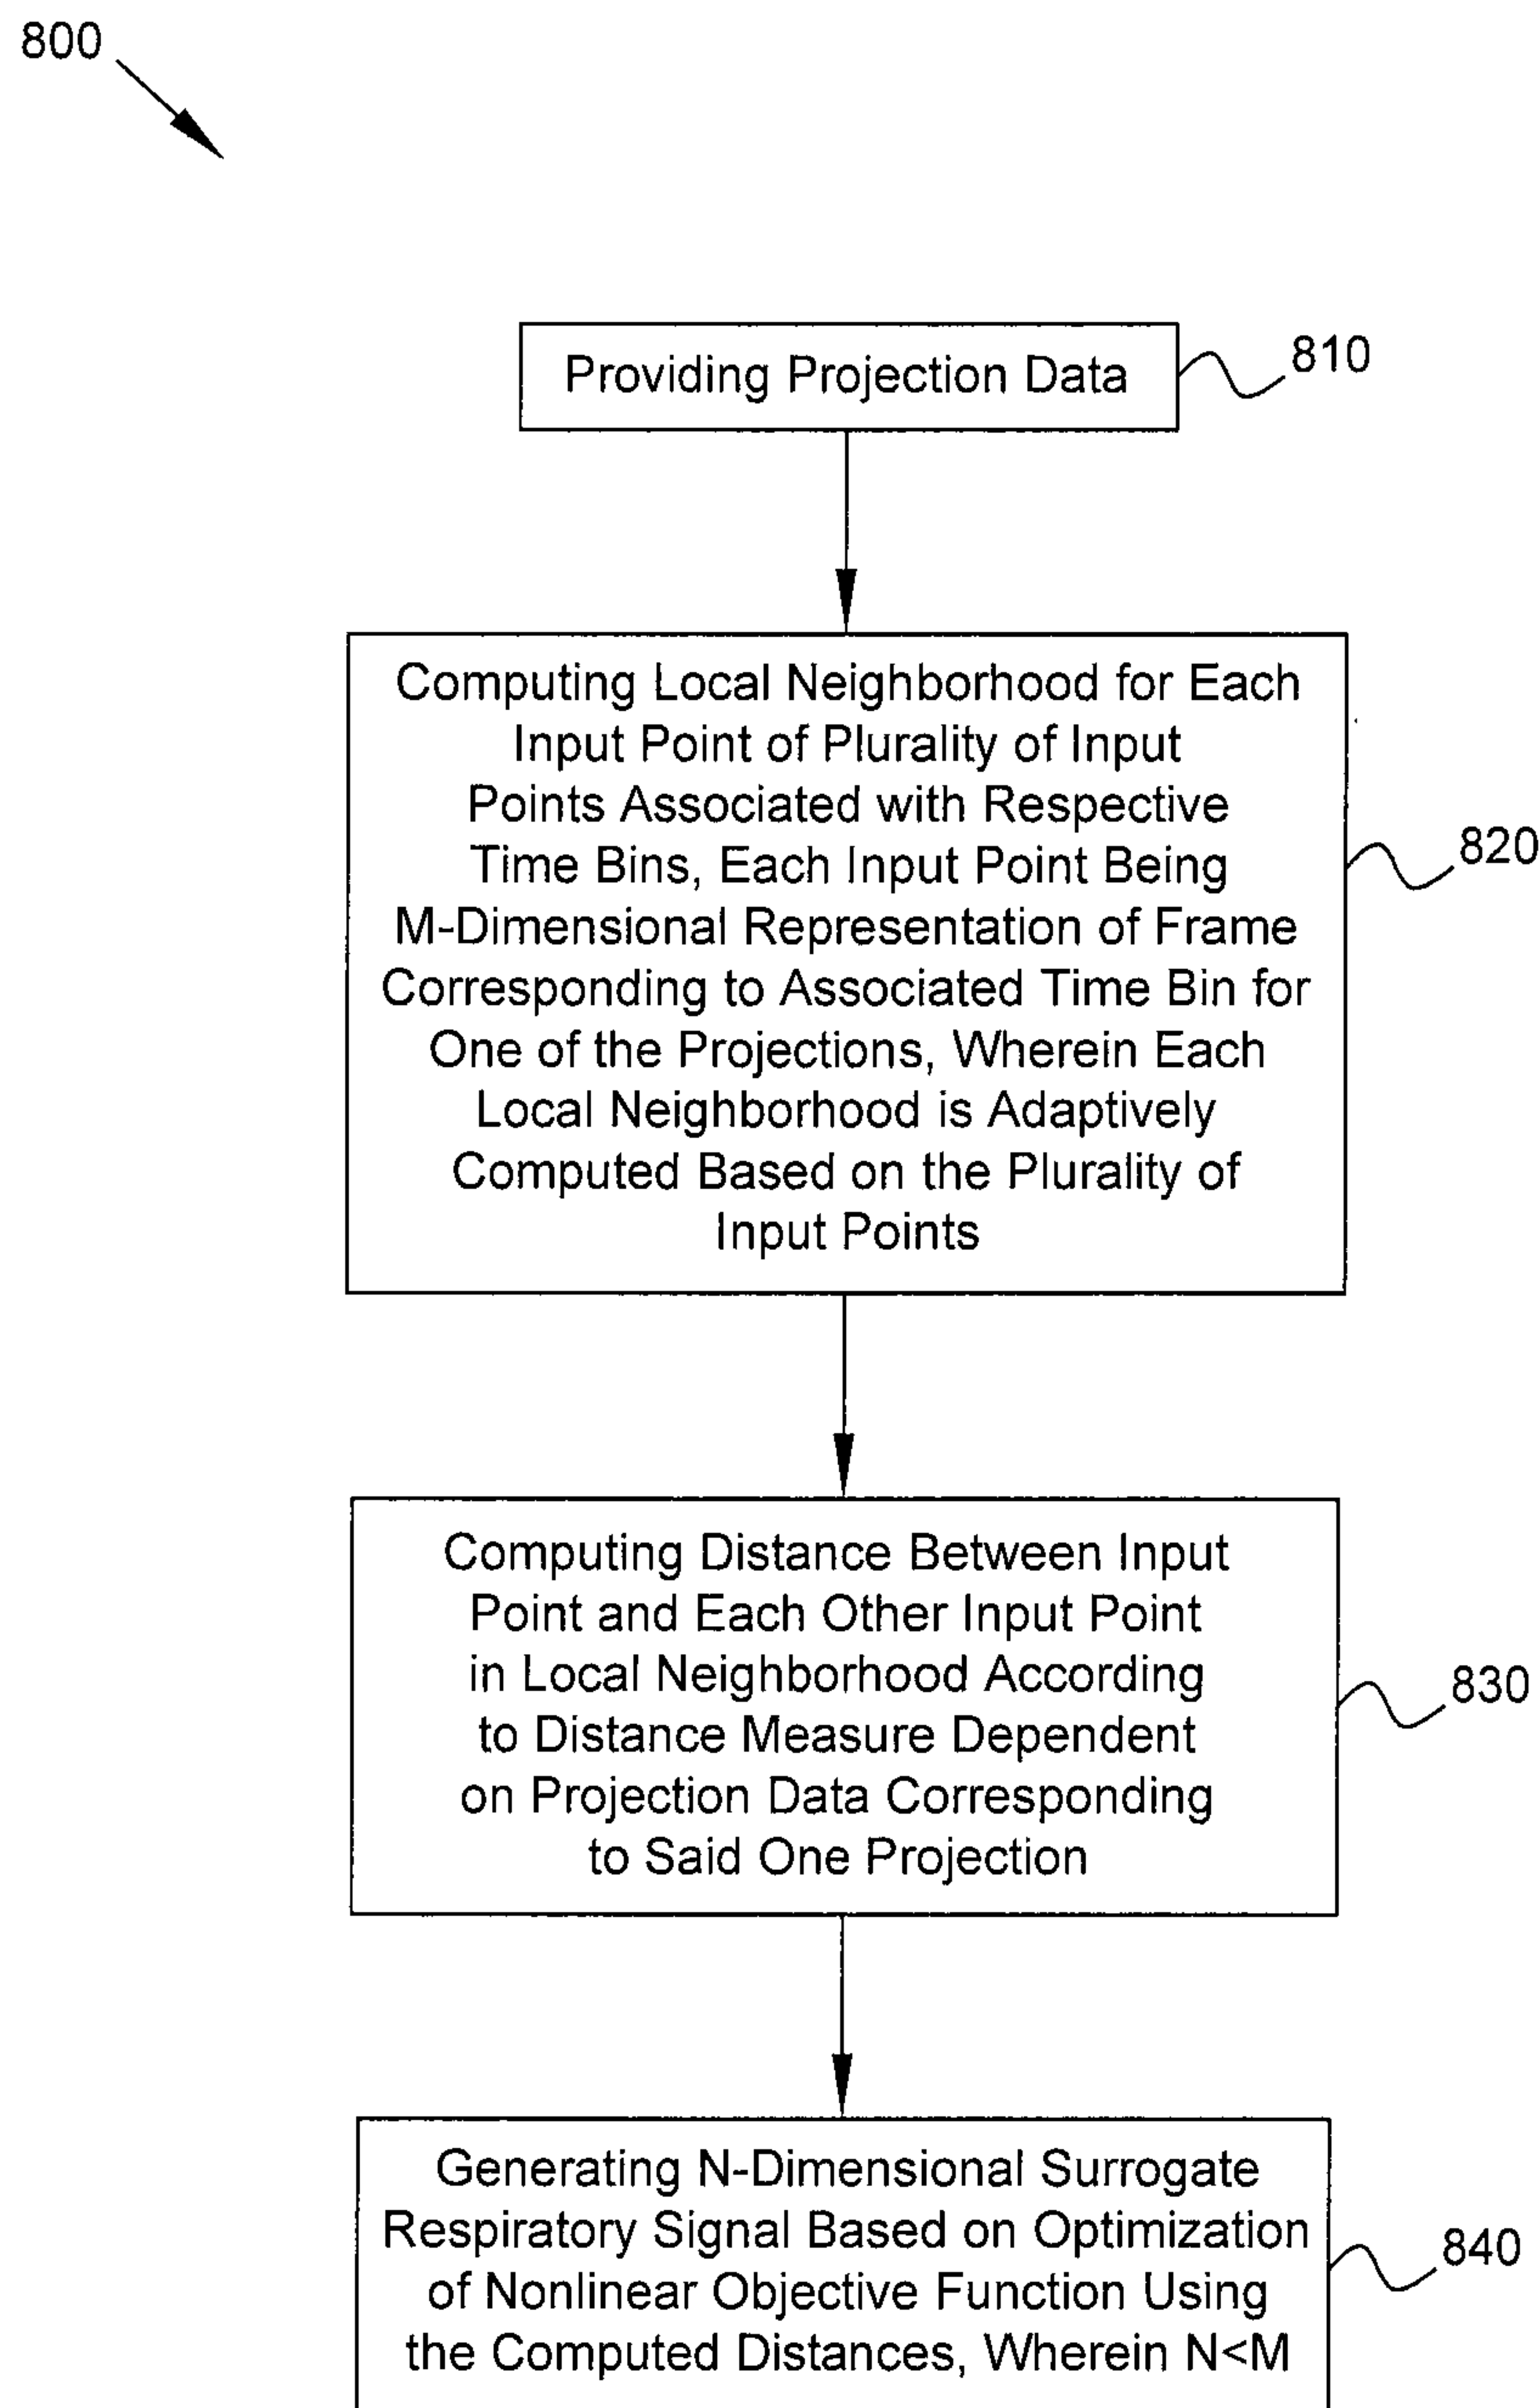 800
Providing Projection Data
810
Computing Local Neighborhood for Each
Input Point of Plurality of Input
Points Associated with Respective
Time Bins, Each Input Point Being
M-Dimensional Representation of Frame
Corresponding to Associated Time Bin for
One of the Projections, Wherein Each
Local Neighborhood is Adaptively
Computed Based on the Plurality of
Input Points
820
Computing Distance Between Input
Point and Each Other Input Point
in Local Neighborhood According
to Distance Measure Dependent
on Projection Data Corresponding
to Said One Projection
830
Generating N-Dimensional Surrogate
Respiratory Signal Based on Optimization
of Nonlinear Objective Function Using
the Computed Distances, Wherein N<M
840